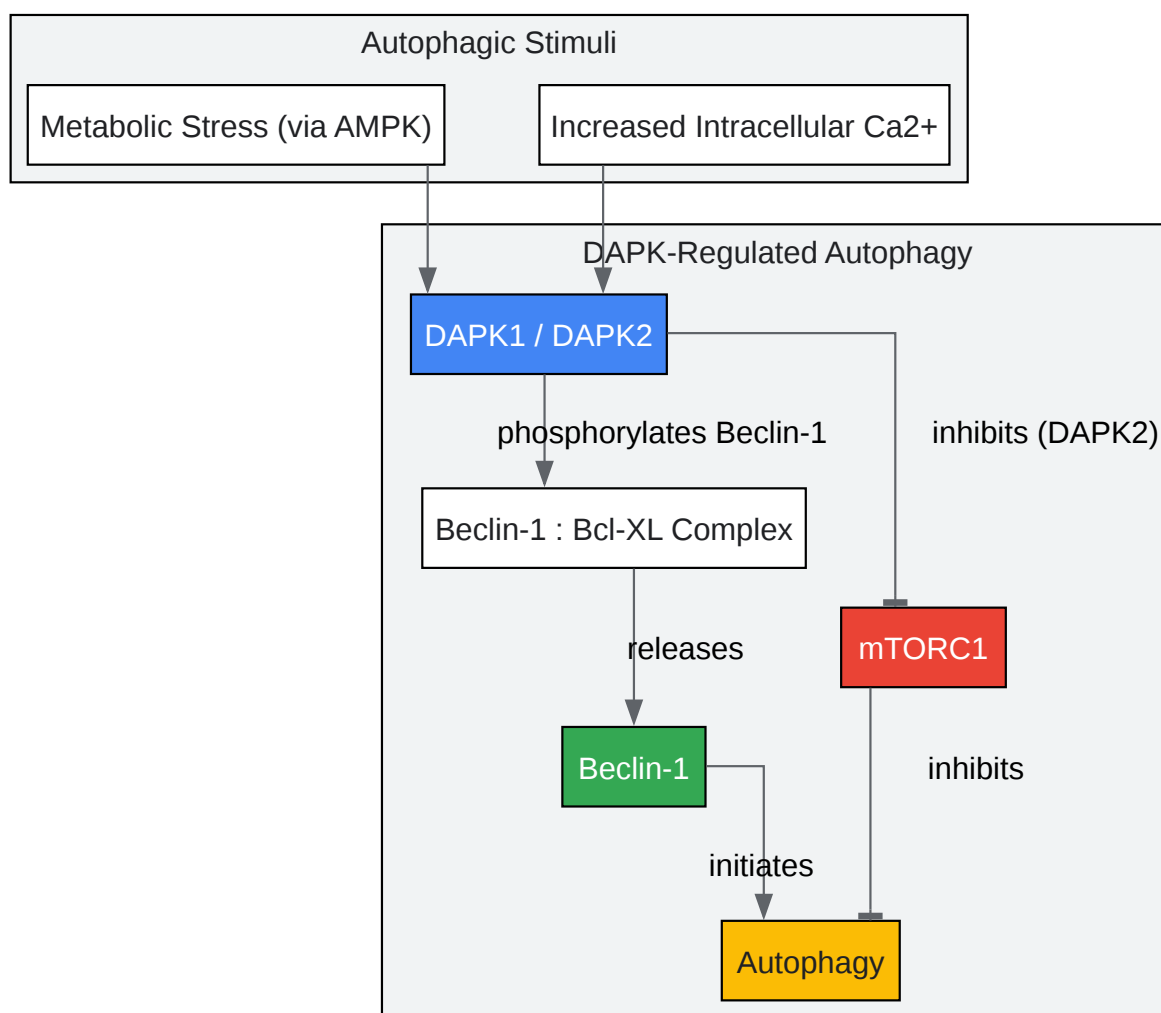 Autophagic Stimuli
Metabolic Stress (via AMPK)
Increased Intracellular Ca2+
DAPK-Regulated Autophagy
DAPK1 / DAPK2
phosphorylates Beclin-1
inhibits (DAPK2)
Beclin-1 : Bcl-XL Complex
releases
mTORC1
Beclin-1
inhibits
initiates
Autophagy